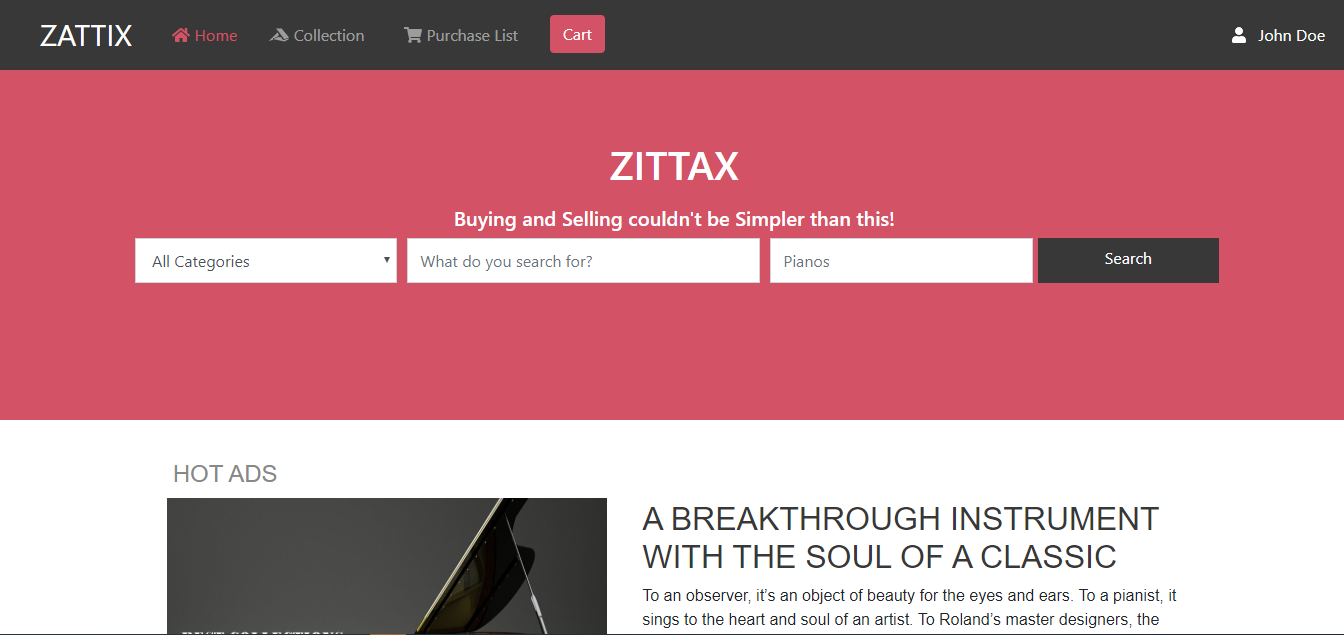 ZATTIX Home Collection Purchase List Cart John Doe
ZITTAX
Buying and Selling couldn't be Simpler than this!
All Categories What do you search for? Pianos Search
HOT ADS
A BREAKTHROUGH INSTRUMENT
WITH THE SOUL OF A CLASSIC
To an observer, it’s an object of beauty for the eyes and ears. To a pianist, it
sings to the heart and soul of an artist. To Roland’s master designers, the